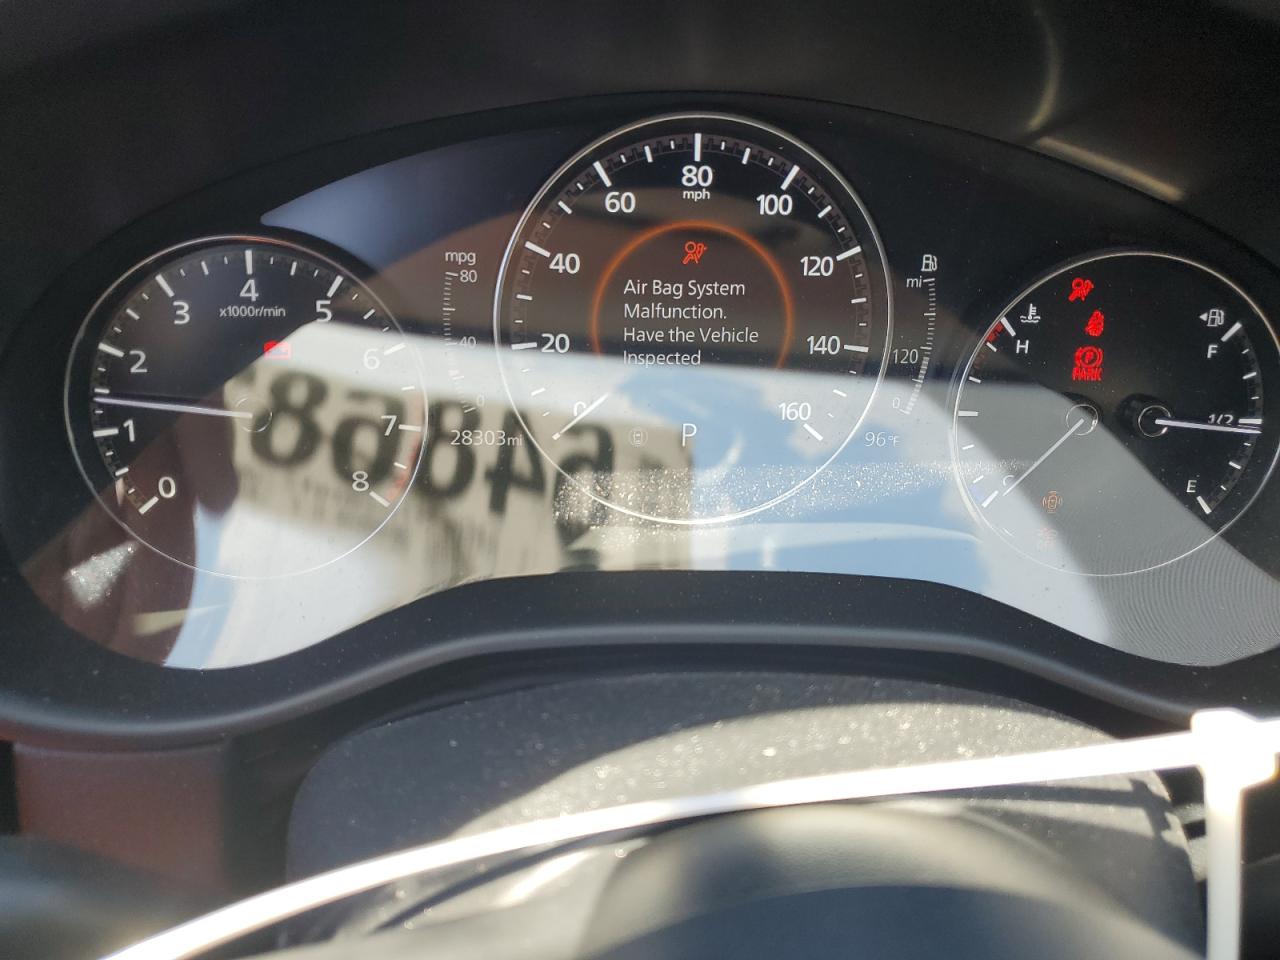 80
mph
60
100
40
120
20
140
0
160
Air Bag System
Malfunction.
Have the Vehicle
Inspected
P
4
x1000r/min
3
5
2
6
1
7
0
8
mpg
80
40
0
28303mi
mi
120
0
96°F
H
C
P
PARK
F
1/2
E
64868